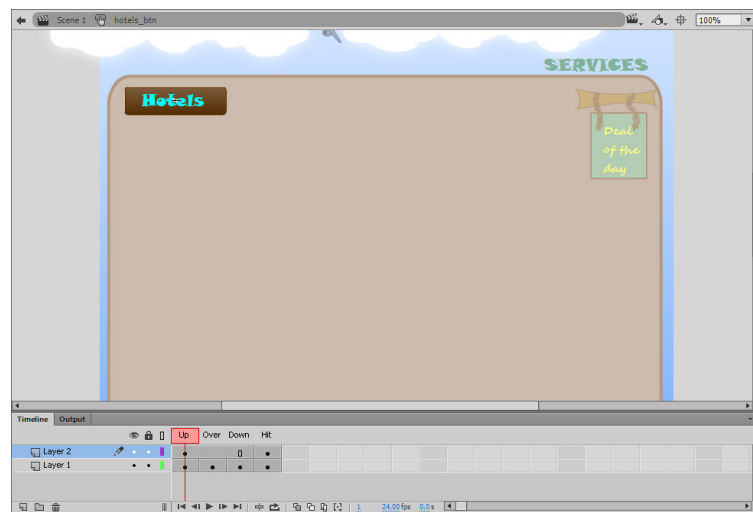 Scene 1 hotels_btn 100%
SERVICES
Hotels
Deal
of the
day
Timeline Output
Up Over Down Hit
Layer 2
Layer 1
1 24.00 fps 0.0 s